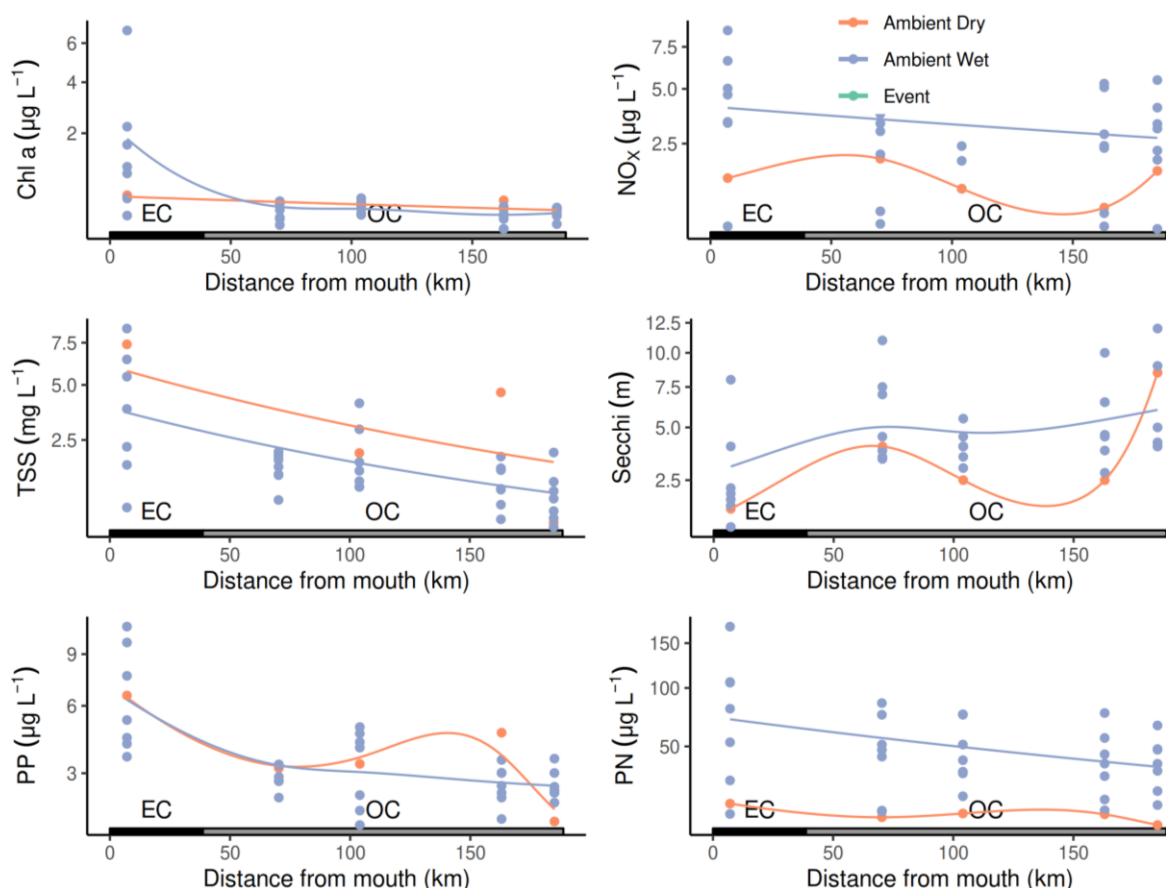 Chl a (µg L⁻¹)
6
4
2
EC
OC
0
50
100
150
Distance from mouth (km)
NOX (µg L⁻¹)
7.5
5.0
2.5
Ambient Dry
Ambient Wet
Event
EC
OC
0
50
100
150
Distance from mouth (km)
TSS (mg L⁻¹)
7.5
5.0
2.5
EC
OC
0
50
100
150
Distance from mouth (km)
Secchi (m)
12.5
10.0
7.5
5.0
2.5
EC
OC
0
50
100
150
Distance from mouth (km)
PP (µg L⁻¹)
9
6
3
EC
OC
0
50
100
150
Distance from mouth (km)
PN (µg L⁻¹)
150
100
50
EC
OC
0
50
100
150
Distance from mouth (km)